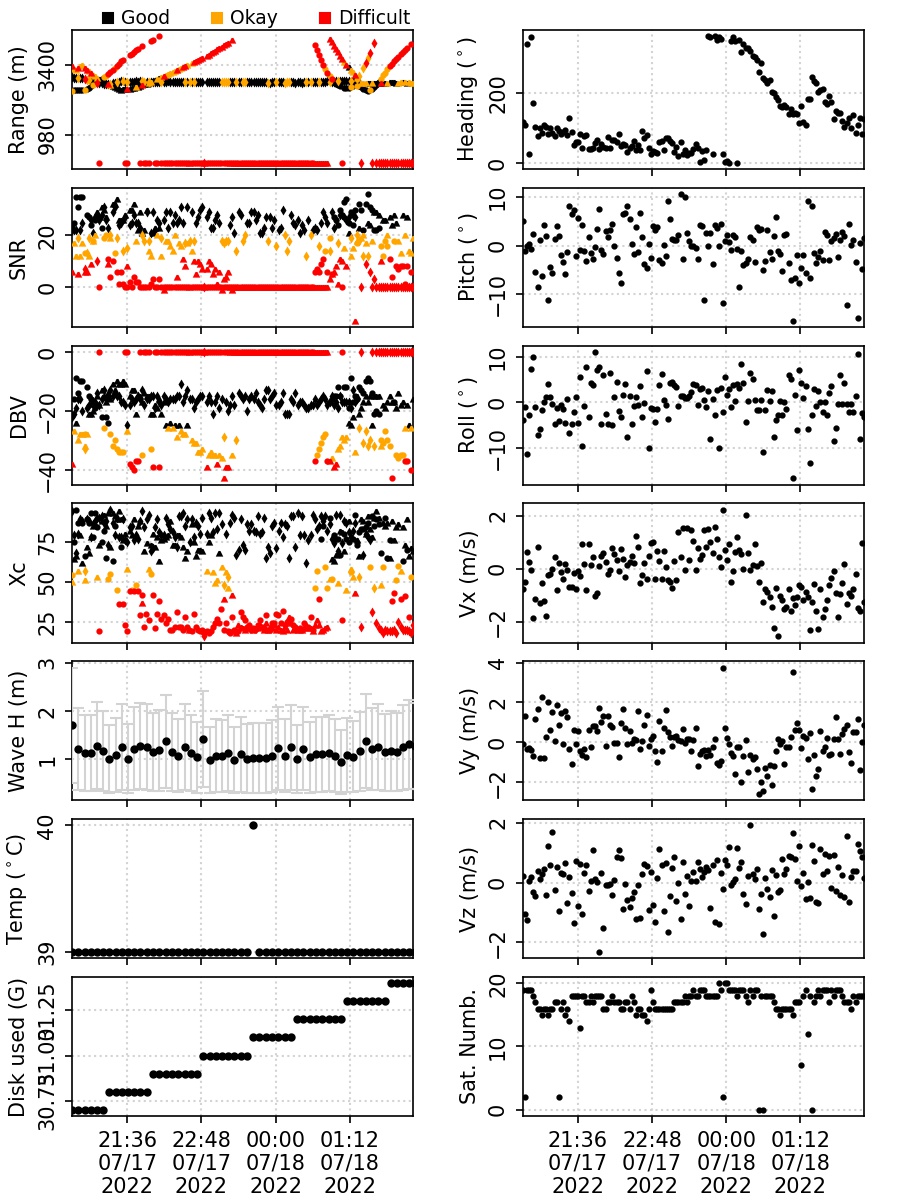 Good Okay Difficult
Range (m)
3400
980
Heading (°)
200
0
SNR
20
0
Pitch (°)
10
0
−10
DBV
0
−20
−40
Roll (°)
10
0
−10
Xc
75
50
25
Vx (m/s)
2
0
−2
Wave H (m)
3
2
1
Vy (m/s)
4
2
0
−2
Temp (°C)
40
39
Vz (m/s)
2
0
−2
Disk used (G)
31.25
31.00
30.75
Sat. Numb.
20
10
0
21:36 22:48 00:00 01:12
07/17 07/17 07/18 07/18
2022 2022 2022 2022
21:36 22:48 00:00 01:12
07/17 07/17 07/18 07/18
2022 2022 2022 2022